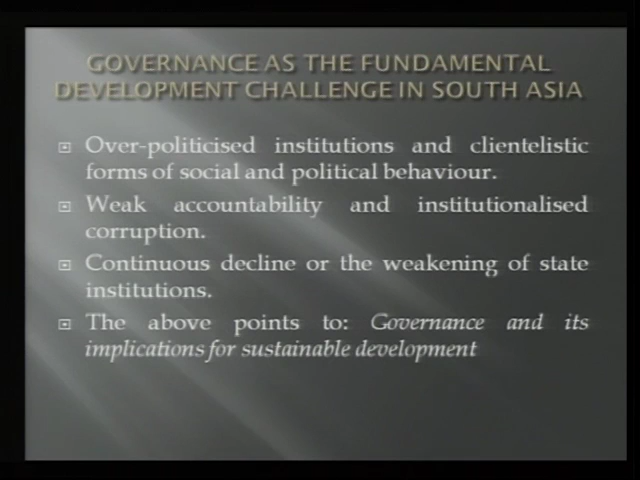 GOVERNANCE AS THE FUNDAMENTAL
DEVELOPMENT CHALLENGE IN SOUTH ASIA
Over-politicised institutions and clientelistic
forms of social and political behaviour.
Weak accountability and institutionalised
corruption.
Continuous decline or the weakening of state
institutions.
The above points to: Governance and its
implications for sustainable development